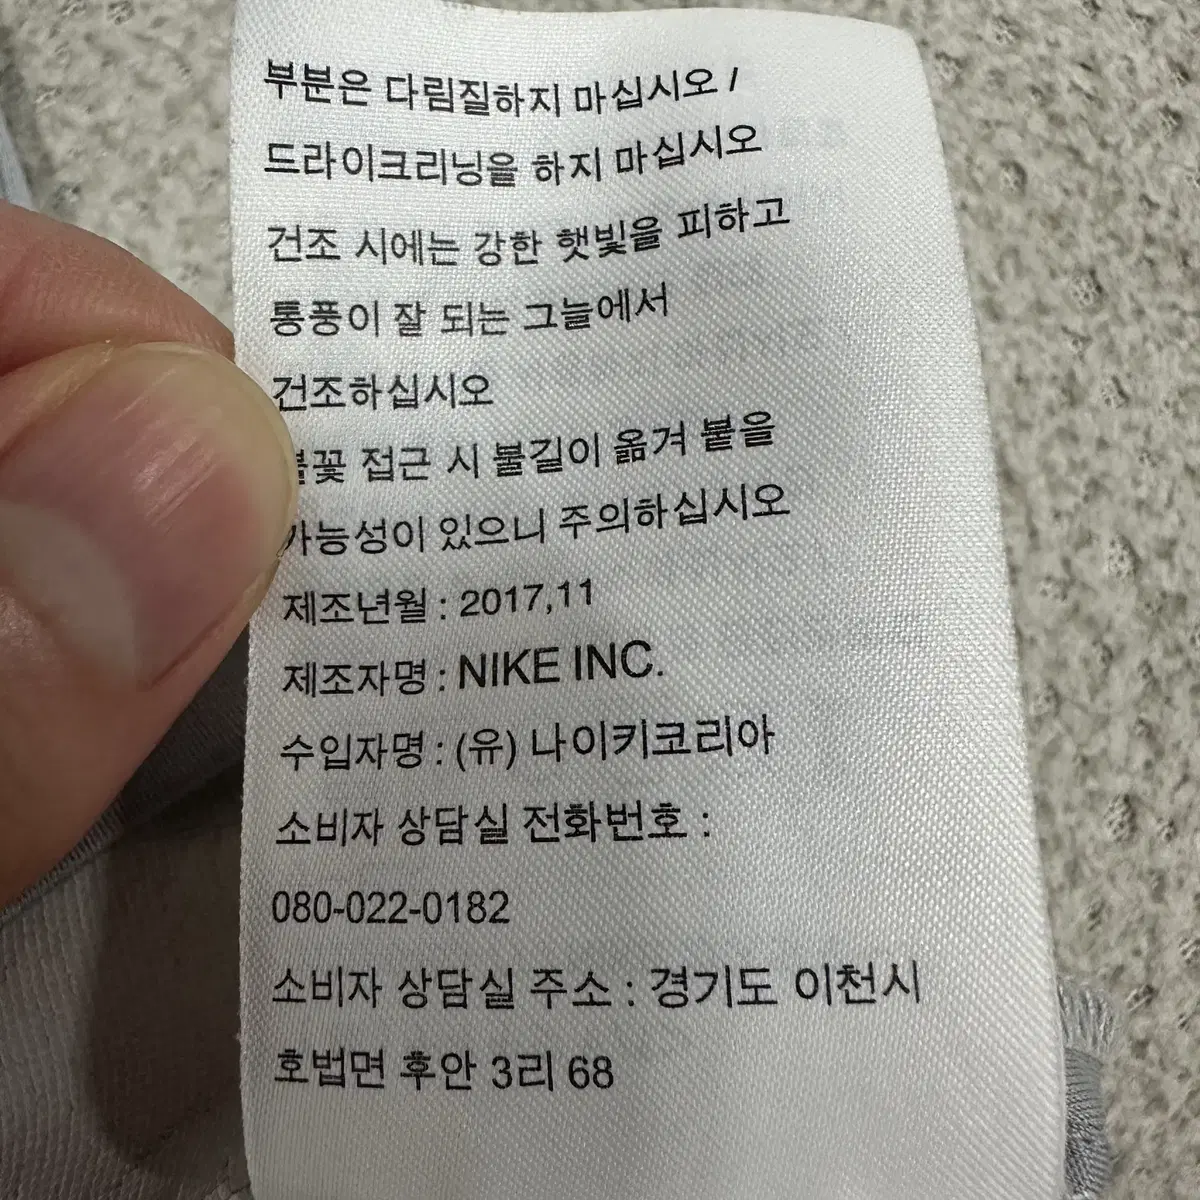 부분은 다림질하지 마십시오 /
드라이크리닝을 하지 마십시오
건조 시에는 강한 햇빛을 피하고
통풍이 잘 되는 그늘에서
건조하십시오
불꽃 접근 시 불길이 옮겨 붙을
가능성이 있으니 주의하십시오
제조년월 : 2017,11
제조자명 : NIKE INC.
수입자명 : (유) 나이키코리아
소비자 상담실 전화번호 :
080-022-0182
소비자 상담실 주소 : 경기도 이천시
호법면 후안 3리 68